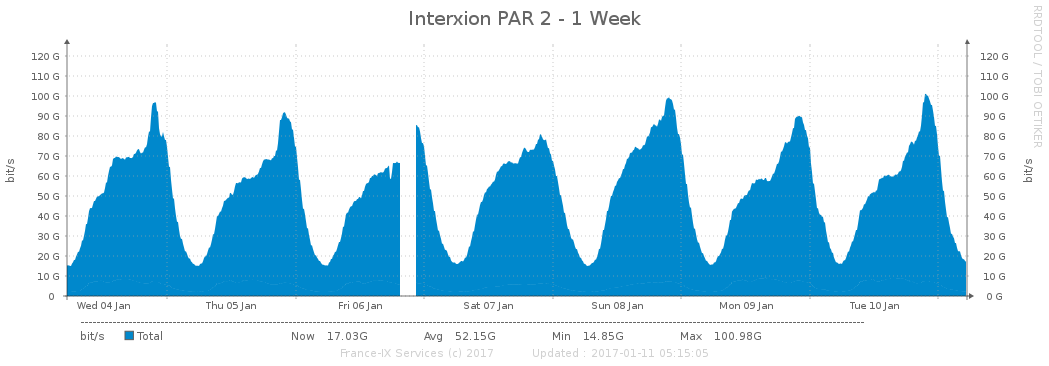 Interxion PAR 2 - 1 Week
RRDTOOL / TOBI OETIKER
120 G 120 G
110 G 110 G
100 G 100 G
90 G 90 G
80 G 80 G
70 G 70 G
60 G 60 G
50 G 50 G
40 G 40 G
30 G 30 G
20 G 20 G
10 G 10 G
0 0 G
bit/s
bit/s
Wed 04 Jan Thu 05 Jan Fri 06 Jan Sat 07 Jan Sun 08 Jan Mon 09 Jan Tue 10 Jan
bit/s Total Now 17.03G Avg 52.15G Min 14.85G Max 100.98G
France-IX Services (c) 2017 Updated : 2017-01-11 05:15:05